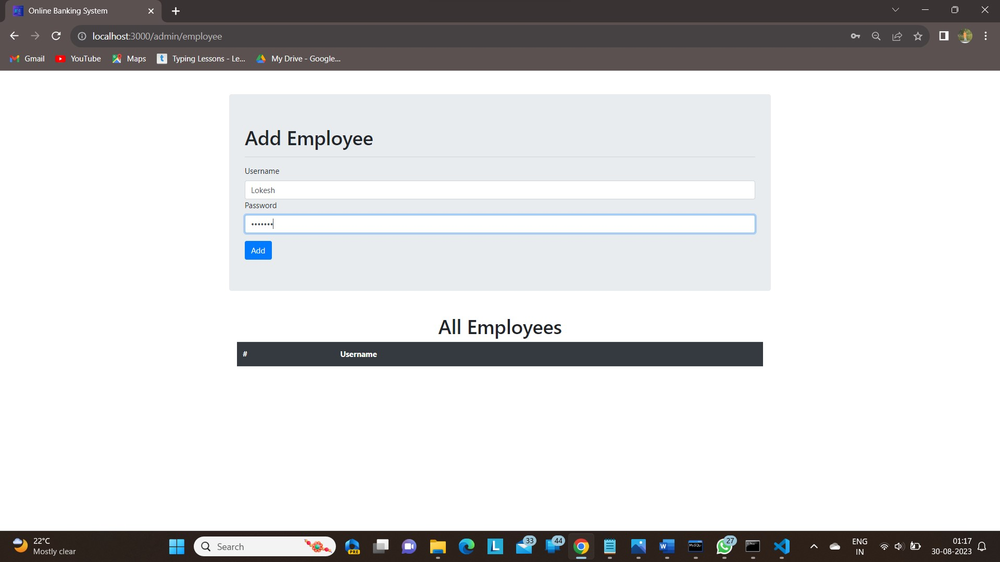 Online Banking System
localhost:3000/admin/employee
Gmail YouTube Maps Typing Lessons - Le... My Drive - Google...
Add Employee
Username
Lokesh
Password
•••••••
Add
All Employees
# Username
22°C
Mostly clear
Search
PRE
L
33
44
W
MySQL
27
ENG
IN
01:17
30-08-2023